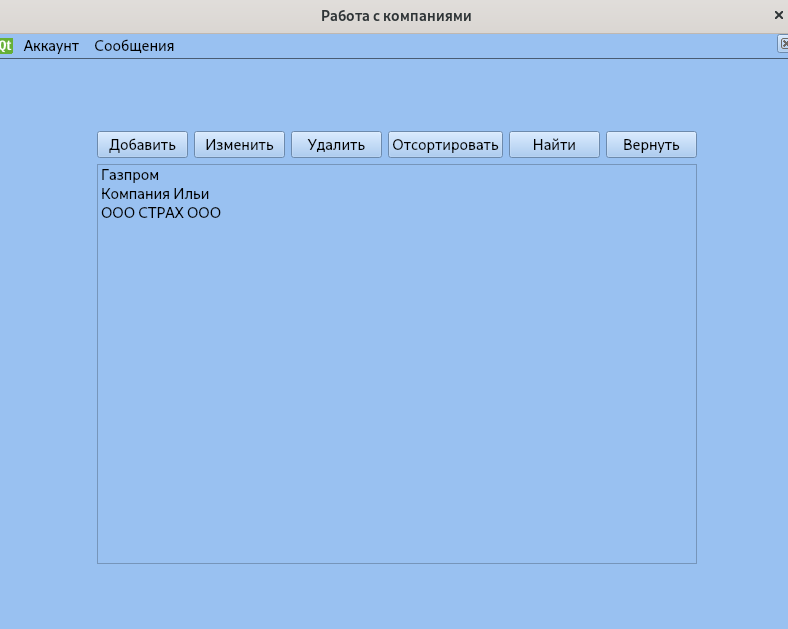 Работа с компаниями
Qt Аккаунт Сообщения
Добавить Изменить Удалить Отсортировать Найти Вернуть
Газпром
Компания Ильи
ООО СТРАХ ООО